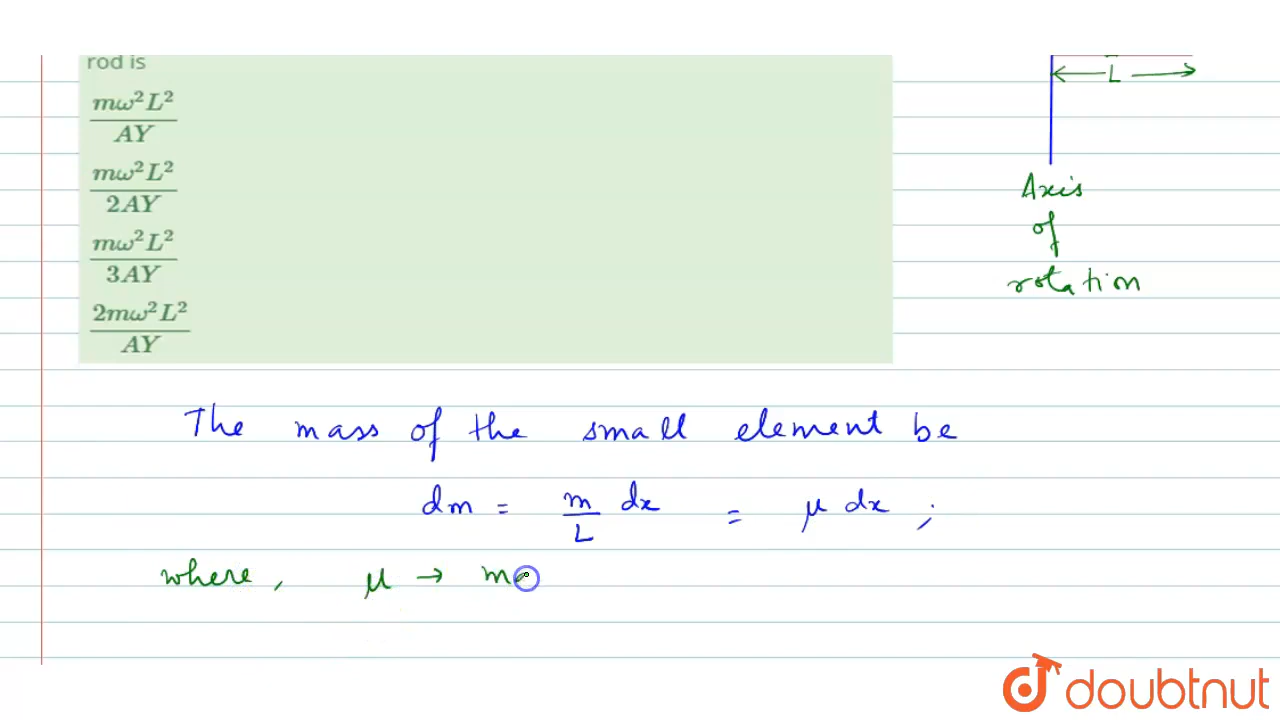 rod is
L
mω²L²/AY
mω²L²/2AY
Axis
of
mω²L²/3AY
rotation
2mω²L²/AY
The mass of the small element be
dm = m/L dx = μ dx ;
where, μ → ma
doubtnut